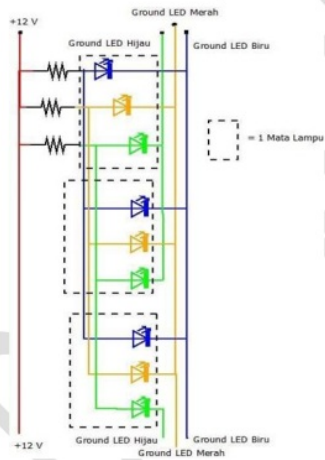 Ground LED Merah
+12 V
Ground LED Hijau
Ground LED Biru
= 1 Mata Lampu
+12 V
Ground LED Hijau
Ground LED Biru
Ground LED Merah